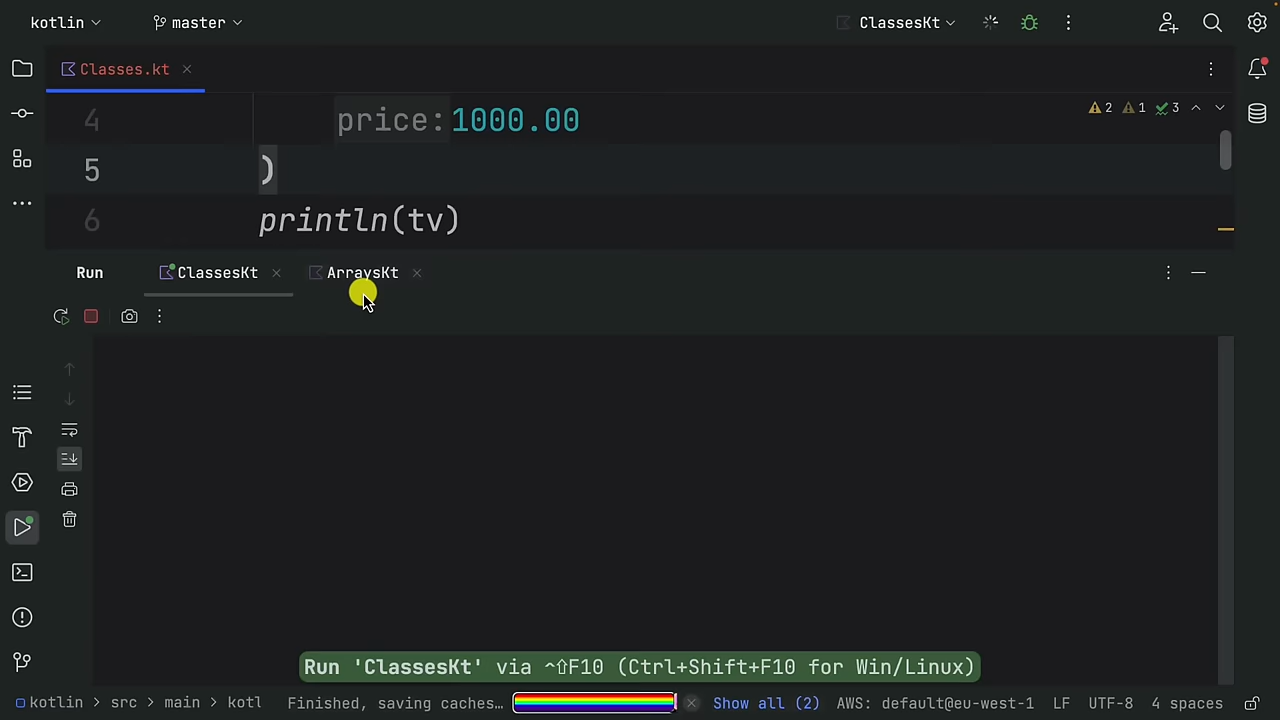 kotlin master ClassesKt
Classes.kt
4 price: 1000.00 2 1 3
5 )
6 println(tv)
Run ClassesKt ArraysKt
Run 'ClassesKt' via ^⇧F10 (Ctrl+Shift+F10 for Win/Linux)
kotlin > src > main > kotl Finished, saving caches... Show all (2) AWS: default@eu-west-1 LF UTF-8 4 spaces